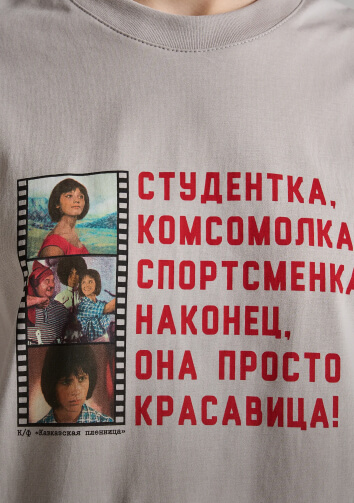 СТУДЕНТКА,
КОМСОМОЛКА
СПОРТСМЕНКА
НАКОНЕЦ,
ОНА ПРОСТО
КРАСАВИЦА!
К/Ф «Кавказская пленница»